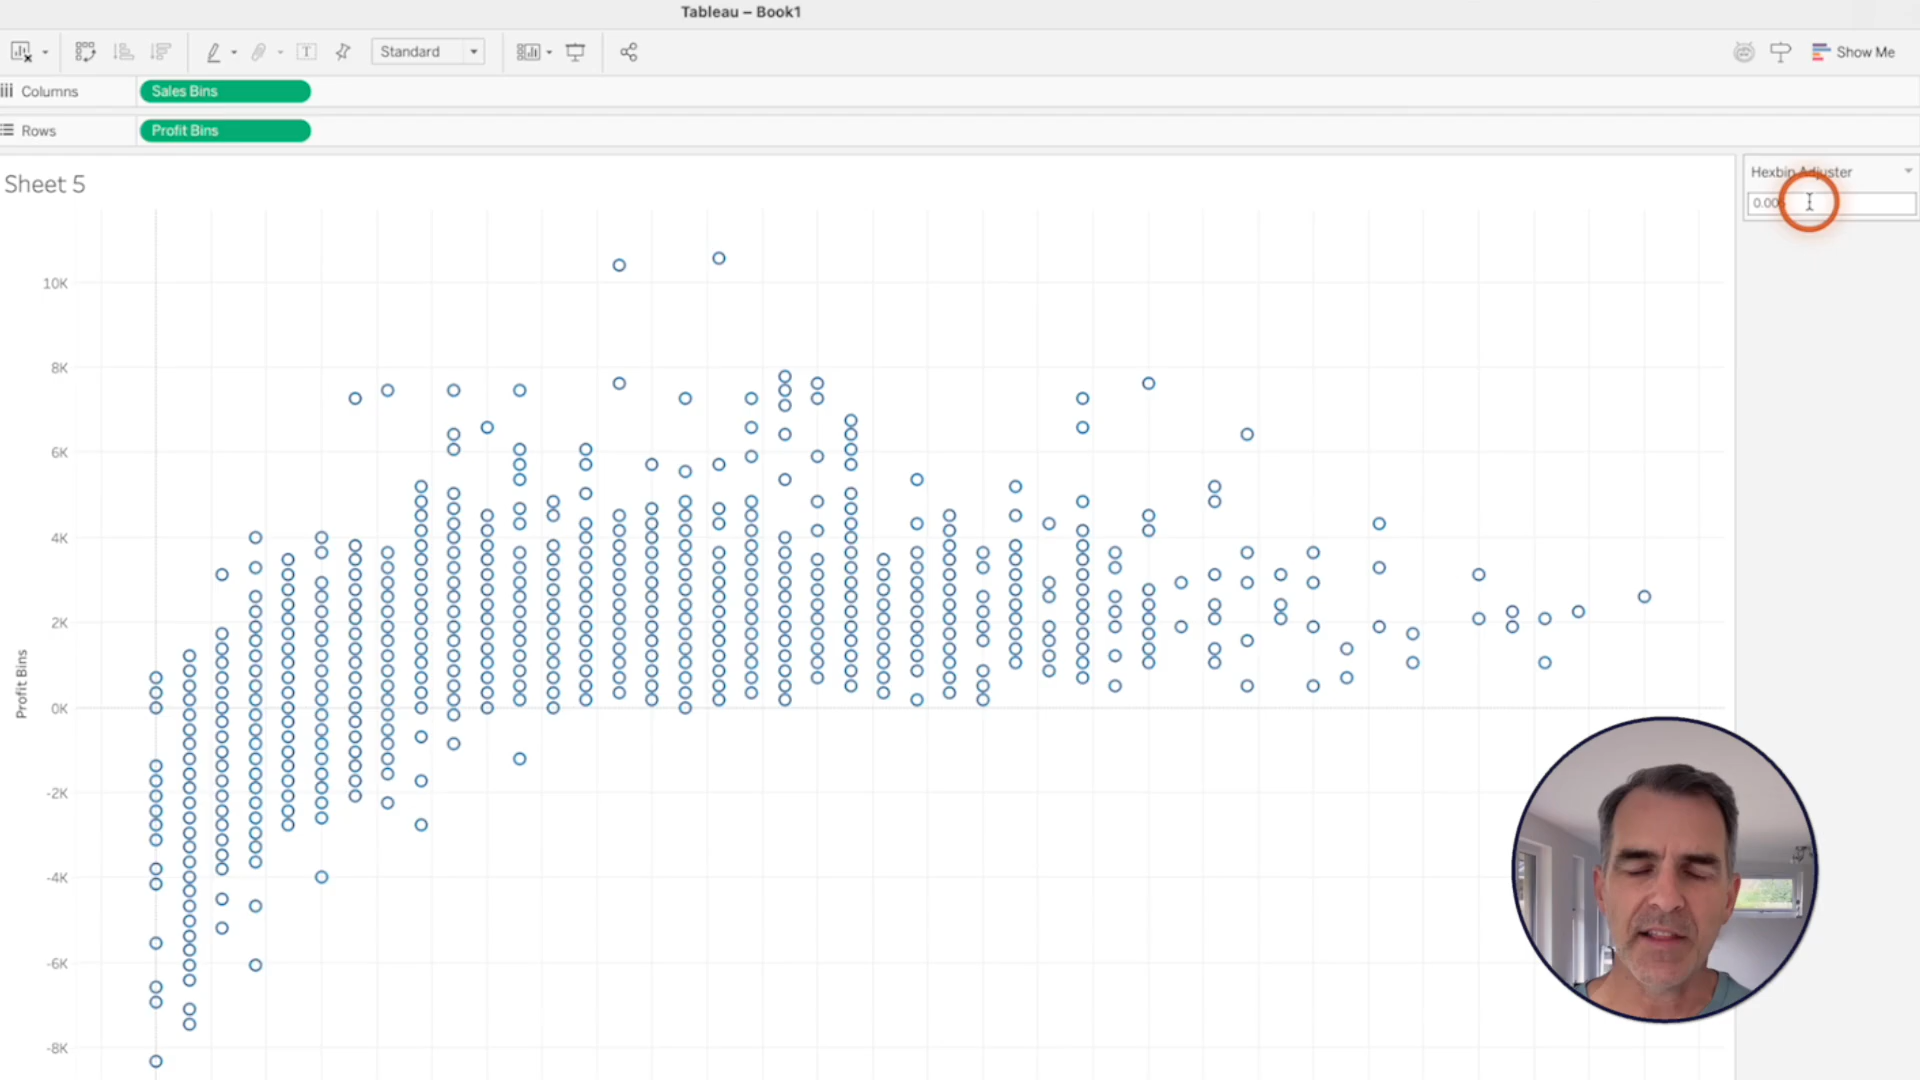 Tableau – Book1
Standard
Show Me
Columns
Sales Bins
Rows
Profit Bins
Sheet 5
Hexbin Adjuster
10K
8K
6K
4K
2K
0K
-2K
-4K
-6K
-8K
Profit Bins